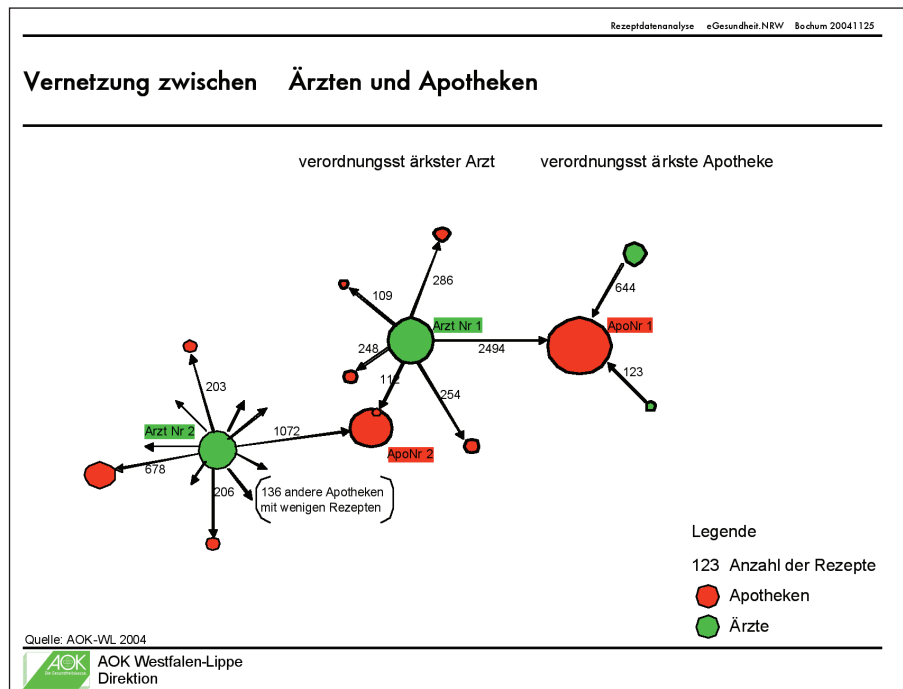 Rezeptdatenanalyse eGesundheit.NRW Bochum 20041125
Vernetzung zwischen Ärzten und Apotheken
verordnungsst ärkster Arzt verordnungsst ärkste Apotheke
286
644
109
Arzt Nr 1
ApoNr 1
248
2494
112
123
254
203
Arzt Nr 2
1072
ApoNr 2
678
206
136 andere Apotheken
mit wenigen Rezepten
Legende
123 Anzahl der Rezepte
Apotheken
Ärzte
Quelle: AOK-WL 2004
AOK
AOK Westfalen-Lippe
Direktion